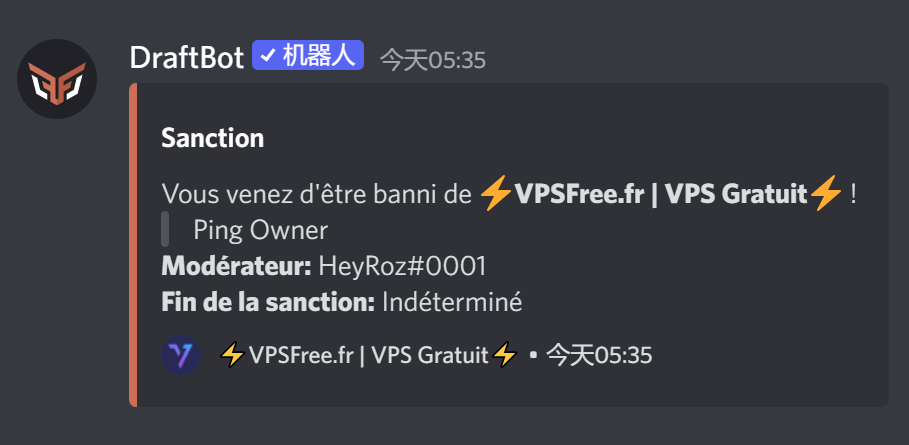 DraftBot ✓ 机器人 今天05:35
Sanction
Vous venez d'être banni de ⚡VPSFree.fr | VPS Gratuit⚡ !
Ping Owner
Modérateur: HeyRoz#0001
Fin de la sanction: Indéterminé
⚡VPSFree.fr | VPS Gratuit⚡ • 今天05:35